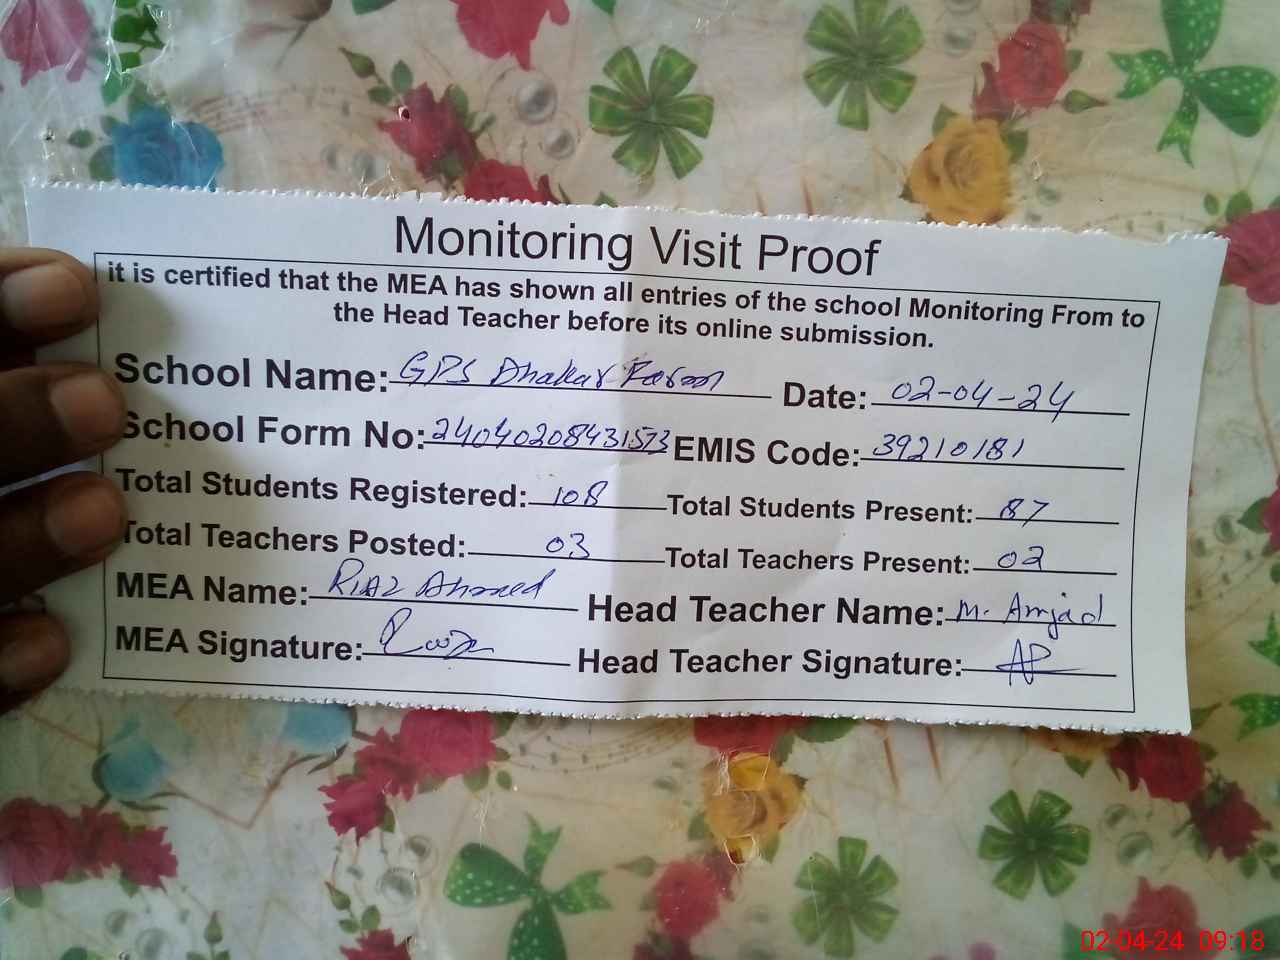 Monitoring Visit Proof
it is certified that the MEA has shown all entries of the school Monitoring From to
the Head Teacher before its online submission.
School Name: GPS Dhakar Date: 02-04-24
School Form No: 24040208431573 EMIS Code: 39210181
Total Students Registered: 108 Total Students Present: 87
Total Teachers Posted: 03 Total Teachers Present: 02
MEA Name: Riaz Ahmed Head Teacher Name: M. Amjad
MEA Signature: Head Teacher Signature:
02-04-24 09:18